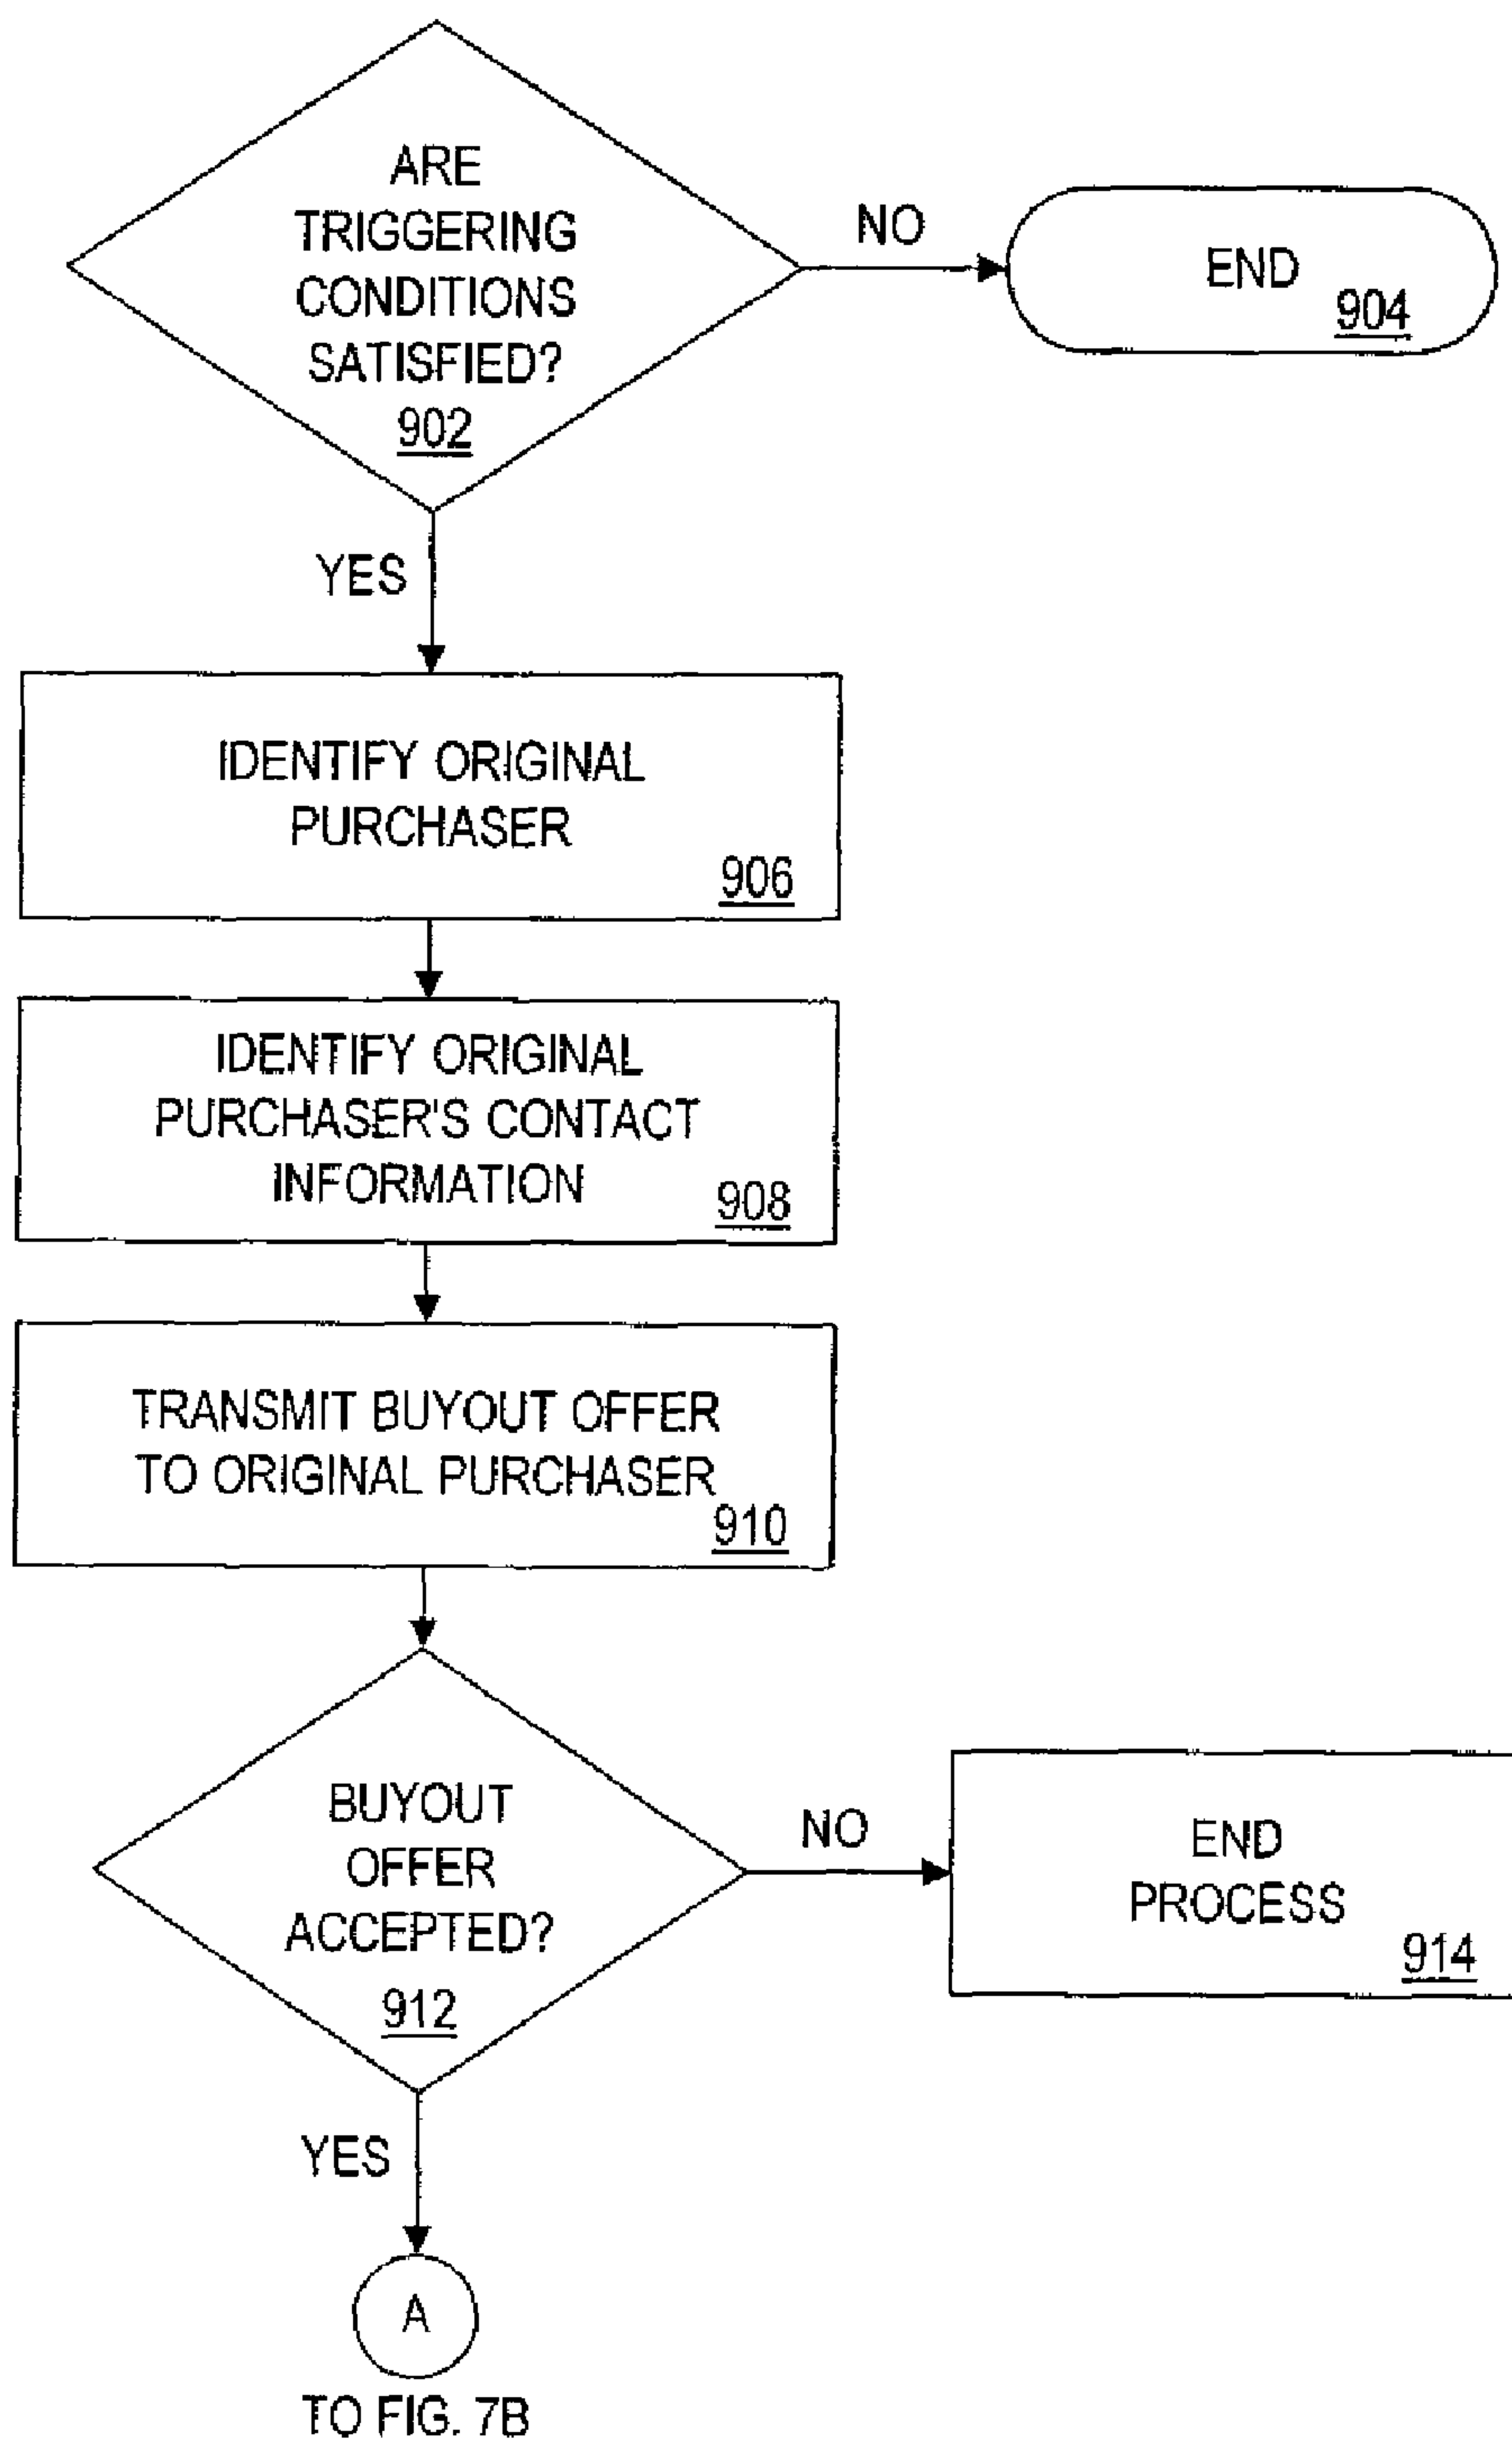 ARE
TRIGGERING
CONDITIONS
SATISFIED?
902
NO
END
904
YES
IDENTIFY ORIGINAL
PURCHASER
906
IDENTIFY ORIGINAL
PURCHASER'S CONTACT
INFORMATION
908
TRANSMIT BUYOUT OFFER
TO ORIGINAL PURCHASER
910
BUYOUT
OFFER
ACCEPTED?
912
NO
END
PROCESS
914
YES
A
TO FIG. 7B